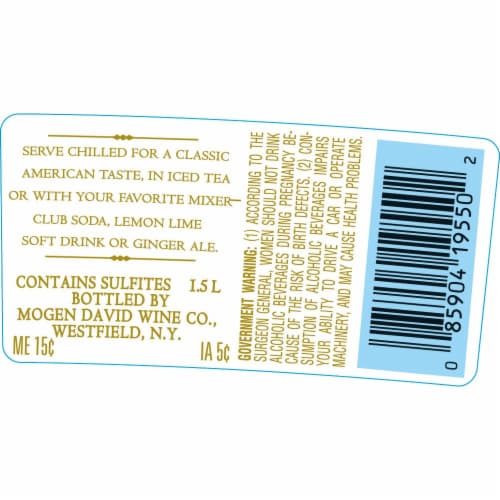 SERVE CHILLED FOR A CLASSIC
AMERICAN TASTE, IN ICED TEA
OR WITH YOUR FAVORITE MIXER–
CLUB SODA, LEMON LIME
SOFT DRINK OR GINGER ALE.
CONTAINS SULFITES 1.5 L
BOTTLED BY
MOGEN DAVID WINE CO.,
WESTFIELD, N.Y.
ME 15¢ IA 5¢
GOVERNMENT WARNING: (1) ACCORDING TO THE
SURGEON GENERAL, WOMEN SHOULD NOT DRINK
ALCOHOLIC BEVERAGES DURING PREGNANCY BE-
CAUSE OF THE RISK OF BIRTH DEFECTS. (2) CON-
SUMPTION OF ALCOHOLIC BEVERAGES IMPAIRS
YOUR ABILITY TO DRIVE A CAR OR OPERATE
MACHINERY, AND MAY CAUSE HEALTH PROBLEMS.
0 85904 19550 2